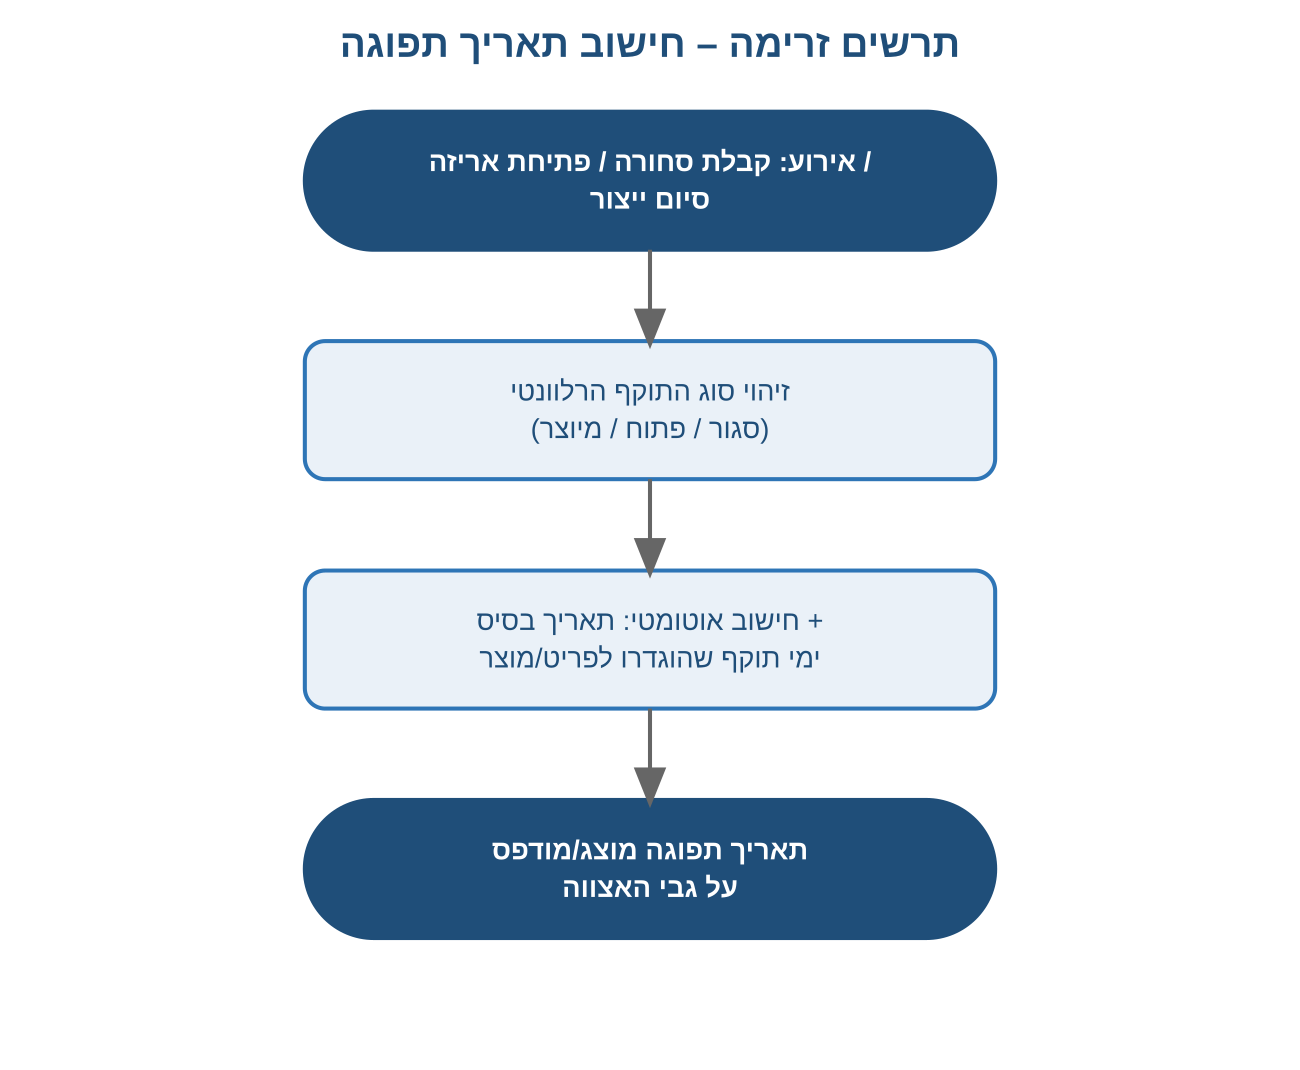 תרשים זרימה – חישוב תאריך תפוגה
/ אירוע: קבלת סחורה / פתיחת אריזה
סיום ייצור
זיהוי סוג התוקף הרלוונטי
(סגור / פתוח / מיוצר)
+ חישוב אוטומטי: תאריך בסיס
ימי תוקף שהוגדרו לפריט/מוצר
תאריך תפוגה מוצג/מודפס
על גבי האצווה